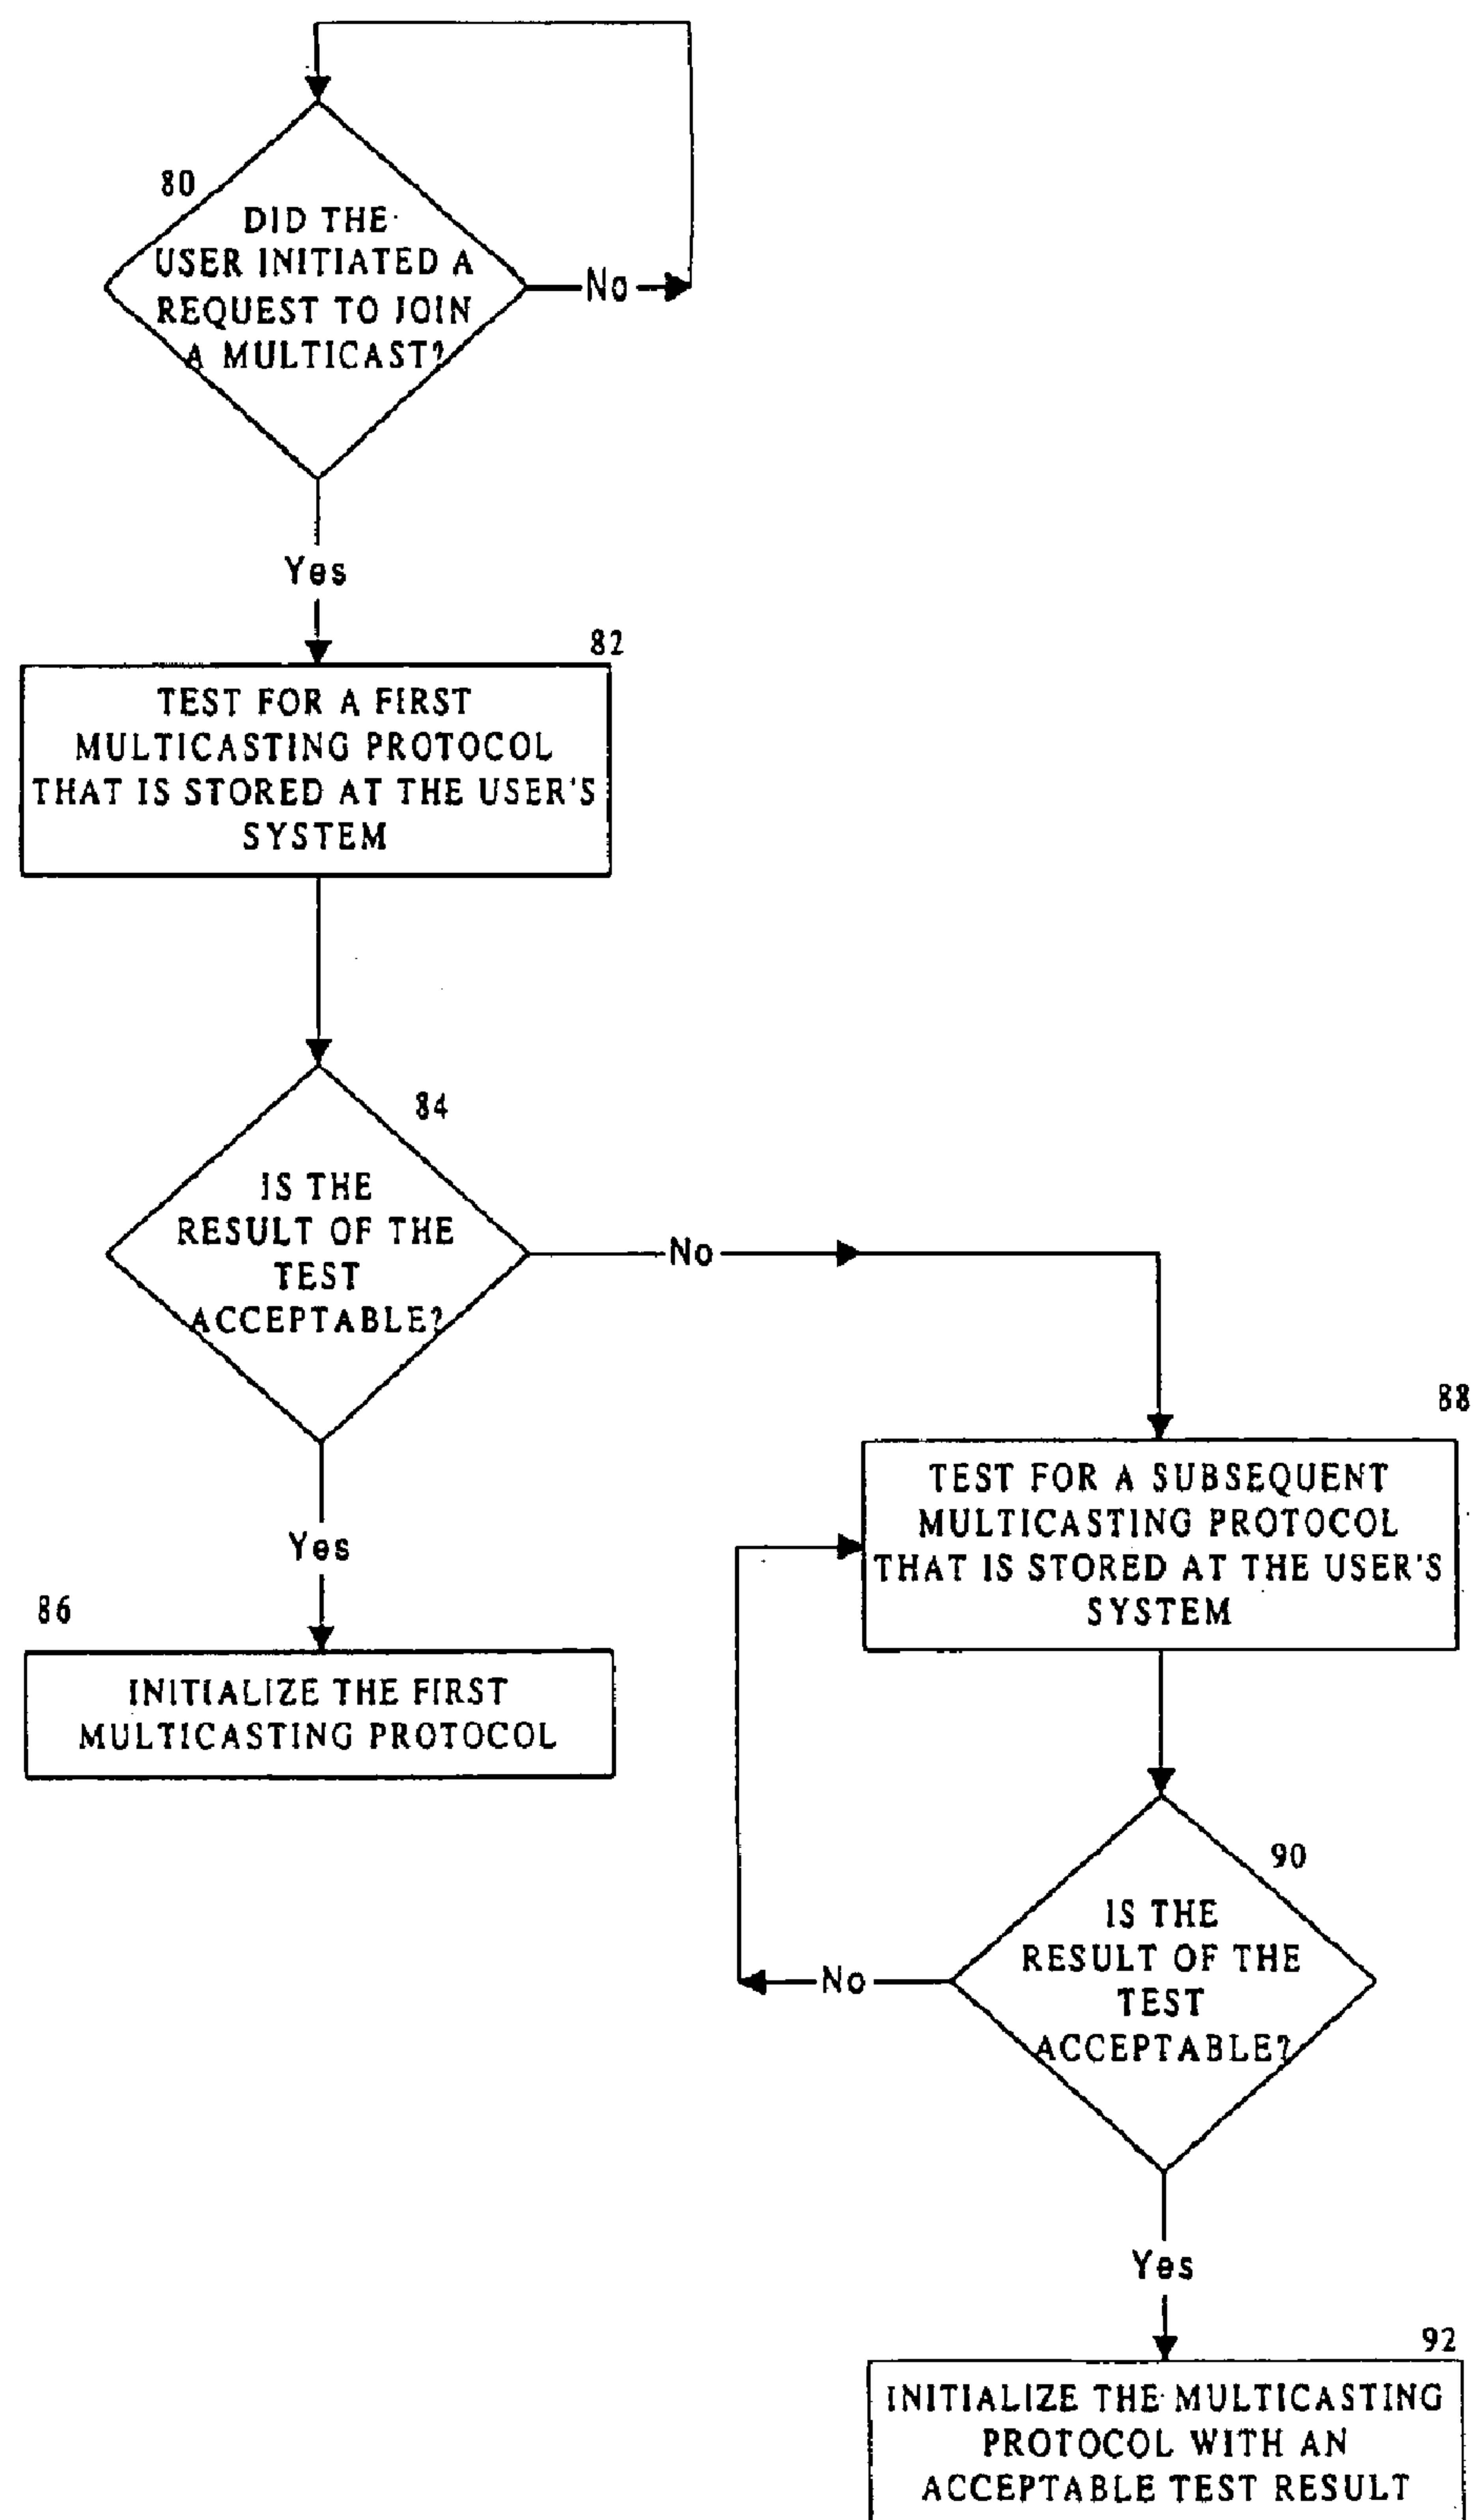 80
DID THE
USER INITIATED A
REQUEST TO JOIN
A MULTICAST?
No
Yes
82
TEST FOR A FIRST
MULTICASTING PROTOCOL
THAT IS STORED AT THE USER'S
SYSTEM
84
IS THE
RESULT OF THE
TEST
ACCEPTABLE?
No
Yes
86
INITIALIZE THE FIRST
MULTICASTING PROTOCOL
88
TEST FOR A SUBSEQUENT
MULTICASTING PROTOCOL
THAT IS STORED AT THE USER'S
SYSTEM
90
IS THE
RESULT OF THE
TEST
ACCEPTABLE?
No
Yes
92
INITIALIZE THE MULTICASTING
PROTOCOL WITH AN
ACCEPTABLE TEST RESULT